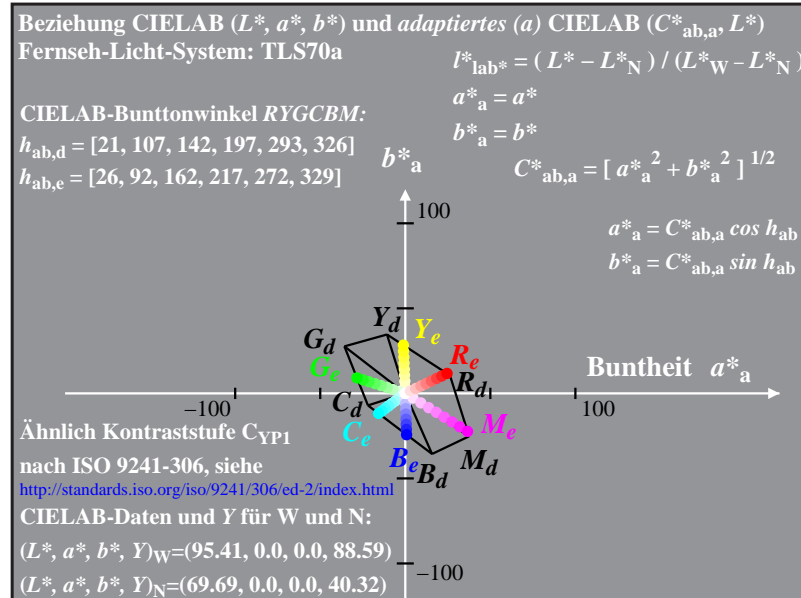 Beziehung CIELAB (L*, a*, b*) und adaptiertes (a) CIELAB (C*ab,a, L*)
Fernseh-Licht-System: TLS70a
l*lab* = ( L* – L*N ) / (L*W – L*N )
a*a = a*
b*a = b*
C*ab,a = [ a*a 2 + b*a 2 ] 1/2
a*a = C*ab,a cos hab
b*a = C*ab,a sin hab
CIELAB-Bunttonwinkel RYGCBM:
hab,d = [21, 107, 142, 197, 293, 326]
hab,e = [26, 92, 162, 217, 272, 329]
b*a
100
Yd
Ye
Gd
Ge
Re
Rd
Buntheit a*a
–100
100
Cd
Ce
Me
Md
Be
Bd
–100
Ähnlich Kontraststufe CYP1
nach ISO 9241-306, siehe
http://standards.iso.org/iso/9241/306/ed-2/index.html
CIELAB-Daten und Y für W und N:
(L*, a*, b*, Y)W=(95.41, 0.0, 0.0, 88.59)
(L*, a*, b*, Y)N=(69.69, 0.0, 0.0, 40.32)